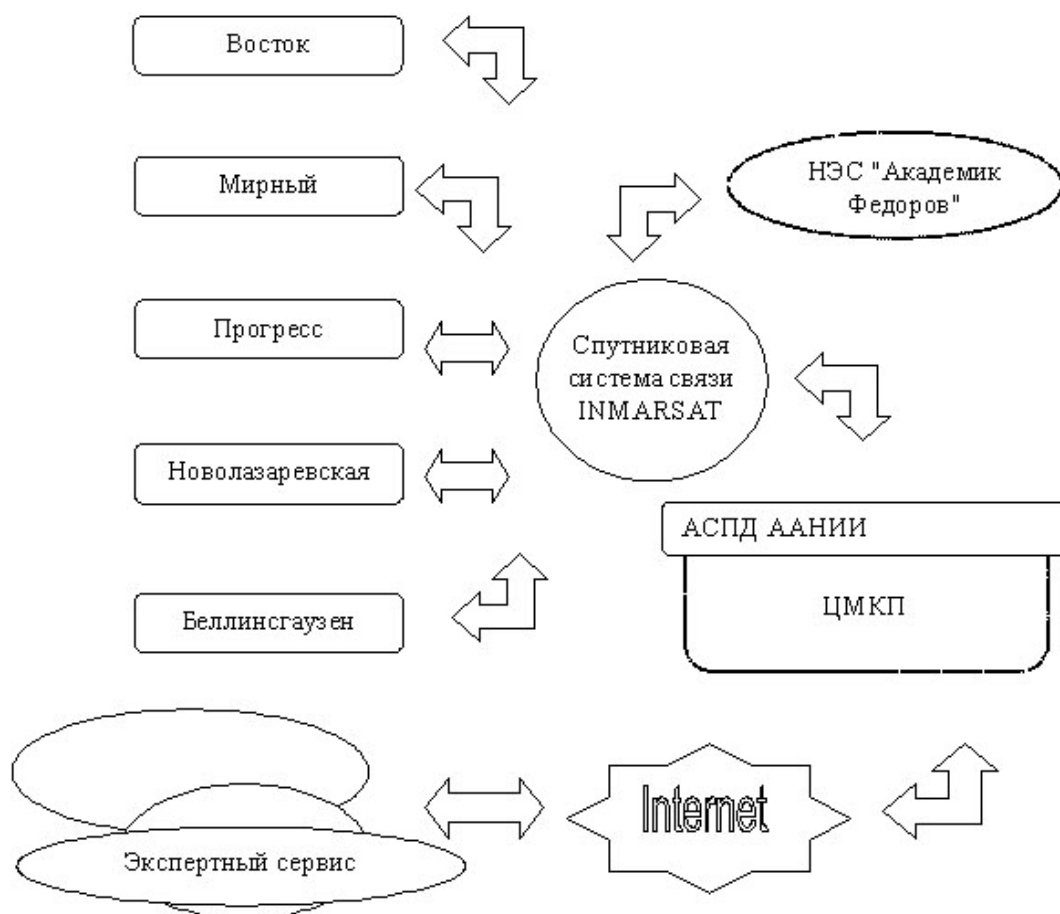 Восток
Мирный
НЭС "Академик
Федоров"
Прогресс
Спутниковая
система связи
INMARSAT
Новолазаревская
АСПД ААНИИ
ЦМКП
Беллинсгаузен
Internet
Экспертный сервис